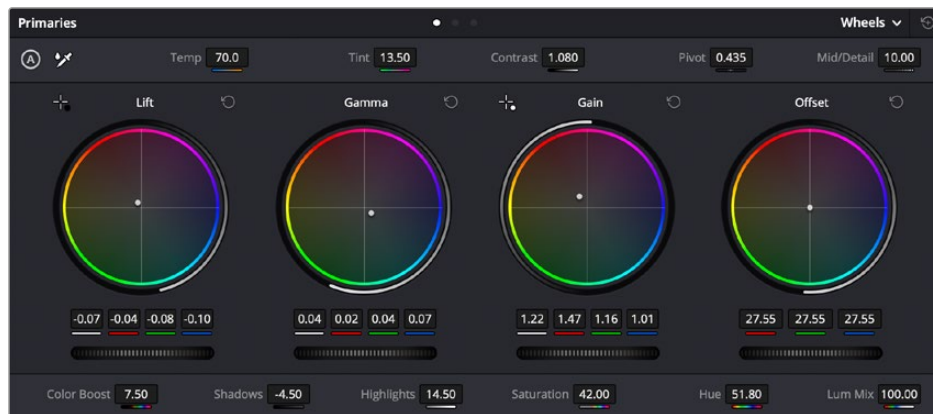 Primaries Wheels
A Temp 70.0 Tint 13.50 Contrast 1.080 Pivot 0.435 Mid/Detail 10.00
Lift Gamma Gain Offset
-0.07 -0.04 -0.08 -0.10 0.04 0.02 0.04 0.07 1.22 1.47 1.16 1.01 27.55 27.55 27.55
Color Boost 7.50 Shadows -4.50 Highlights 14.50 Saturation 42.00 Hue 51.80 Lum Mix 100.00